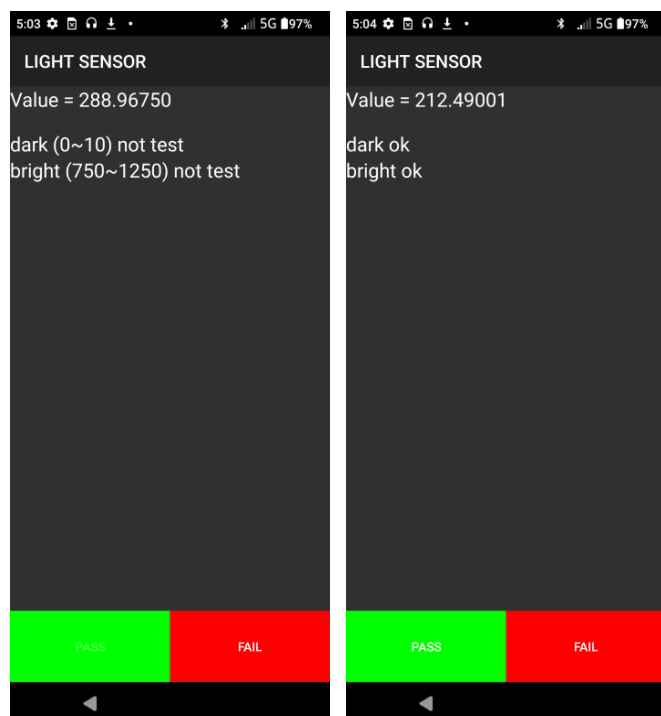 5:03
5G 97%
LIGHT SENSOR
Value = 288.96750
dark (0~10) not test
bright (750~1250) not test
PASS
FAIL
5:04
5G 97%
LIGHT SENSOR
Value = 212.49001
dark ok
bright ok
PASS
FAIL